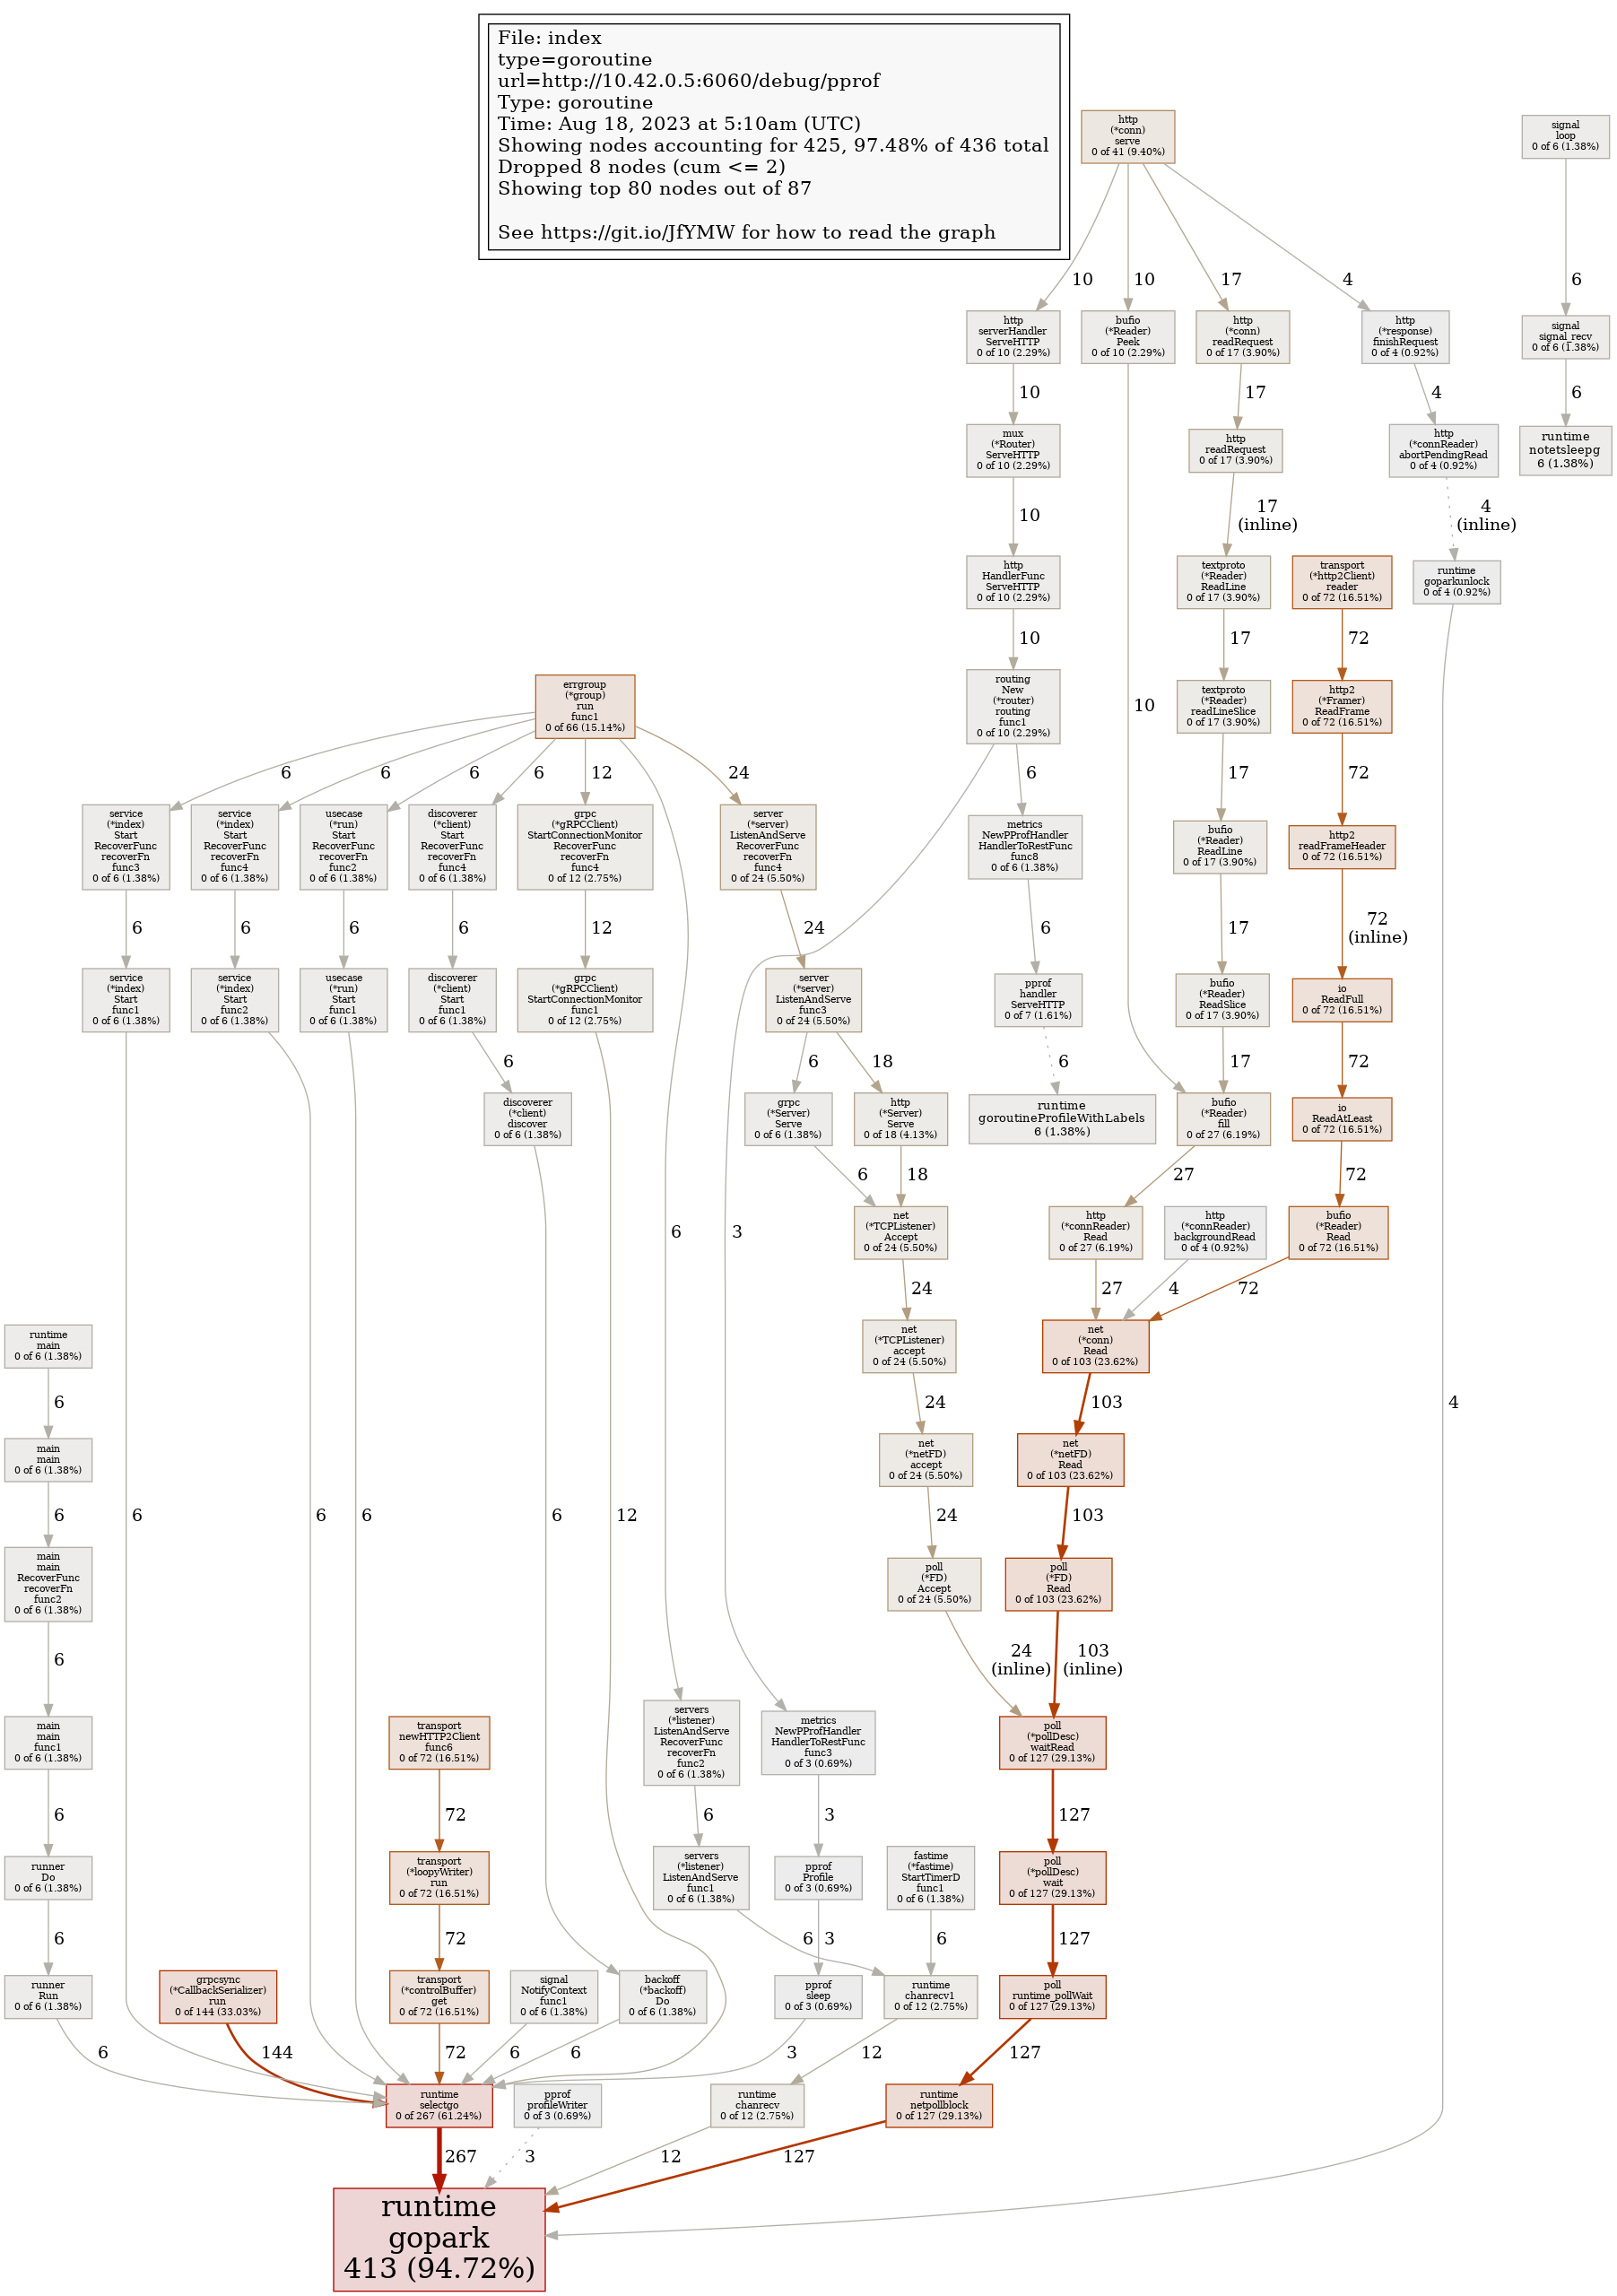 File: index
type=goroutine
url=http://10.42.0.5:6060/debug/pprof
Type: goroutine
Time: Aug 18, 2023 at 5:10am (UTC)
Showing nodes accounting for 425, 97.48% of 436 total
Dropped 8 nodes (cum <= 2)
Showing top 80 nodes out of 87
See https://git.io/JfYMW for how to read the graph
http
(*conn)
serve
0 of 41 (9.40%)
signal
loop
0 of 6 (1.38%)
10
10
17
4
6
http
serverHandler
ServeHTTP
0 of 10 (2.29%)
bufio
(*Reader)
Peek
0 of 10 (2.29%)
http
(*conn)
readRequest
0 of 17 (3.90%)
http
(*response)
finishRequest
0 of 4 (0.92%)
signal
signal_recv
0 of 6 (1.38%)
10
17
4
6
mux
(*Router)
ServeHTTP
0 of 10 (2.29%)
http
readRequest
0 of 17 (3.90%)
http
(*connReader)
abortPendingRead
0 of 4 (0.92%)
runtime
notetsleepg
6 (1.38%)
10
17
(inline)
4
(inline)
http
HandlerFunc
ServeHTTP
0 of 10 (2.29%)
textproto
(*Reader)
ReadLine
0 of 17 (3.90%)
transport
(*http2Client)
reader
0 of 72 (16.51%)
runtime
goparkunlock
0 of 4 (0.92%)
10
17
72
errgroup
(*group)
run
func1
0 of 66 (15.14%)
routing
New
(*router)
routing
func1
0 of 10 (2.29%)
10
textproto
(*Reader)
readLineSlice
0 of 17 (3.90%)
http2
(*Framer)
ReadFrame
0 of 72 (16.51%)
6
6
6
6
12
24
6
17
72
service
(*index)
Start
RecoverFunc
recoverFn
func3
0 of 6 (1.38%)
service
(*index)
Start
RecoverFunc
recoverFn
func4
0 of 6 (1.38%)
usecase
(*run)
Start
RecoverFunc
recoverFn
func2
0 of 6 (1.38%)
discoverer
(*client)
Start
RecoverFunc
recoverFn
func4
0 of 6 (1.38%)
grpc
(*gRPCClient)
StartConnectionMonitor
RecoverFunc
recoverFn
func4
0 of 12 (2.75%)
server
(*server)
ListenAndServe
RecoverFunc
recoverFn
func4
0 of 24 (5.50%)
metrics
NewPProfHandler
HandlerToRestFunc
func8
0 of 6 (1.38%)
bufio
(*Reader)
ReadLine
0 of 17 (3.90%)
http2
readFrameHeader
0 of 72 (16.51%)
6
6
6
6
12
24
6
17
72
(inline)
service
(*index)
Start
func1
0 of 6 (1.38%)
service
(*index)
Start
func2
0 of 6 (1.38%)
usecase
(*run)
Start
func1
0 of 6 (1.38%)
discoverer
(*client)
Start
func1
0 of 6 (1.38%)
grpc
(*gRPCClient)
StartConnectionMonitor
func1
0 of 12 (2.75%)
server
(*server)
ListenAndServe
func3
0 of 24 (5.50%)
pprof
handler
ServeHTTP
0 of 7 (1.61%)
bufio
(*Reader)
ReadSlice
0 of 17 (3.90%)
io
ReadFull
0 of 72 (16.51%)
6
6
18
6
17
72
discoverer
(*client)
discover
0 of 6 (1.38%)
grpc
(*Server)
Serve
0 of 6 (1.38%)
http
(*Server)
Serve
0 of 18 (4.13%)
runtime
goroutineProfileWithLabels
6 (1.38%)
bufio
(*Reader)
fill
0 of 27 (6.19%)
io
ReadAtLeast
0 of 72 (16.51%)
6
18
27
72
6
3
net
(*TCPListener)
Accept
0 of 24 (5.50%)
http
(*connReader)
Read
0 of 27 (6.19%)
http
(*connReader)
backgroundRead
0 of 4 (0.92%)
bufio
(*Reader)
Read
0 of 72 (16.51%)
24
27
4
72
runtime
main
0 of 6 (1.38%)
net
(*TCPListener)
accept
0 of 24 (5.50%)
net
(*conn)
Read
0 of 103 (23.62%)
6
24
103
4
main
main
0 of 6 (1.38%)
net
(*netFD)
accept
0 of 24 (5.50%)
net
(*netFD)
Read
0 of 103 (23.62%)
6
6
6
6
6
12
24
103
main
main
RecoverFunc
recoverFn
func2
0 of 6 (1.38%)
poll
(*FD)
Accept
0 of 24 (5.50%)
poll
(*FD)
Read
0 of 103 (23.62%)
6
24
(inline)
103
(inline)
main
main
func1
0 of 6 (1.38%)
transport
newHTTP2Client
func6
0 of 72 (16.51%)
servers
(*listener)
ListenAndServe
RecoverFunc
recoverFn
func2
0 of 6 (1.38%)
metrics
NewPProfHandler
HandlerToRestFunc
func3
0 of 3 (0.69%)
poll
(*pollDesc)
waitRead
0 of 127 (29.13%)
6
72
6
3
127
runner
Do
0 of 6 (1.38%)
transport
(*loopyWriter)
run
0 of 72 (16.51%)
servers
(*listener)
ListenAndServe
func1
0 of 6 (1.38%)
pprof
Profile
0 of 3 (0.69%)
fastime
(*fastime)
StartTimerD
func1
0 of 6 (1.38%)
poll
(*pollDesc)
wait
0 of 127 (29.13%)
6
72
6
3
6
127
runner
Run
0 of 6 (1.38%)
grpcsync
(*CallbackSerializer)
run
0 of 144 (33.03%)
transport
(*controlBuffer)
get
0 of 72 (16.51%)
signal
NotifyContext
func1
0 of 6 (1.38%)
backoff
(*backoff)
Do
0 of 6 (1.38%)
pprof
sleep
0 of 3 (0.69%)
runtime
chanrecv1
0 of 12 (2.75%)
poll
runtime_pollWait
0 of 127 (29.13%)
6
144
72
6
6
3
12
127
runtime
selectgo
0 of 267 (61.24%)
pprof
profileWriter
0 of 3 (0.69%)
runtime
chanrecv
0 of 12 (2.75%)
runtime
netpollblock
0 of 127 (29.13%)
267
3
12
127
runtime
gopark
413 (94.72%)